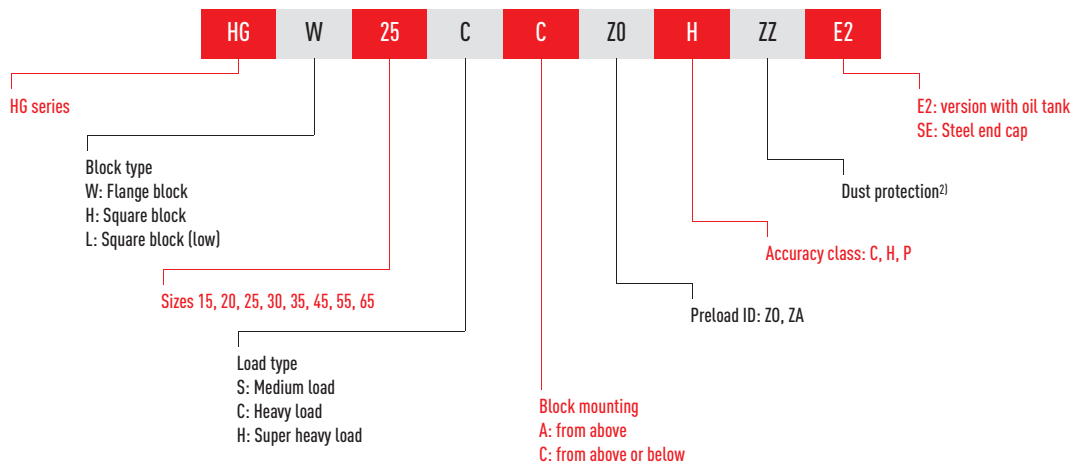 HG W 25 C C Z0 H ZZ E2
HG series
E2: version with oil tank
SE: Steel end cap
Block type
W: Flange block
H: Square block
L: Square block (low)
Dust protection2)
Accuracy class: C, H, P
Sizes 15, 20, 25, 30, 35, 45, 55, 65
Preload ID: Z0, ZA
Load type
S: Medium load
C: Heavy load
H: Super heavy load
Block mounting
A: from above
C: from above or below